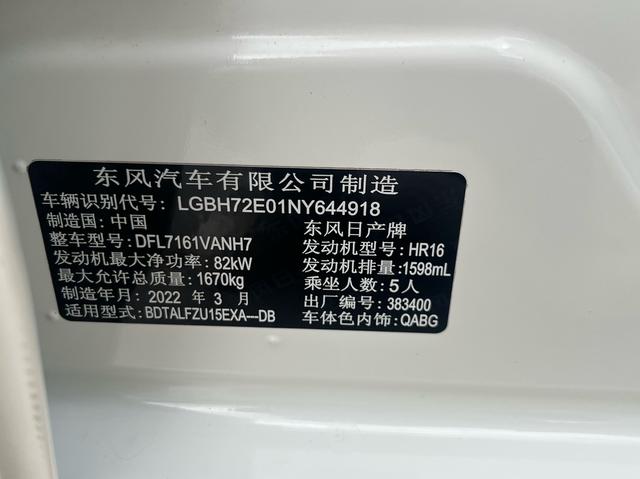 东风汽车有限公司制造
车辆识别代号: LGBH72E01NY644918
制造国: 中国 东风日产牌
整车型号: DFL7161VANH7 发动机型号: HR16
发动机最大净功率: 82kW 发动机排量: 1598mL
最大允许总质量: 1670kg 乘坐人数: 5人
制造年月: 2022 年 3 月 出厂编号: 383400
适用型式: BDTALFZU15EXA---DB 车体色内饰: QABG